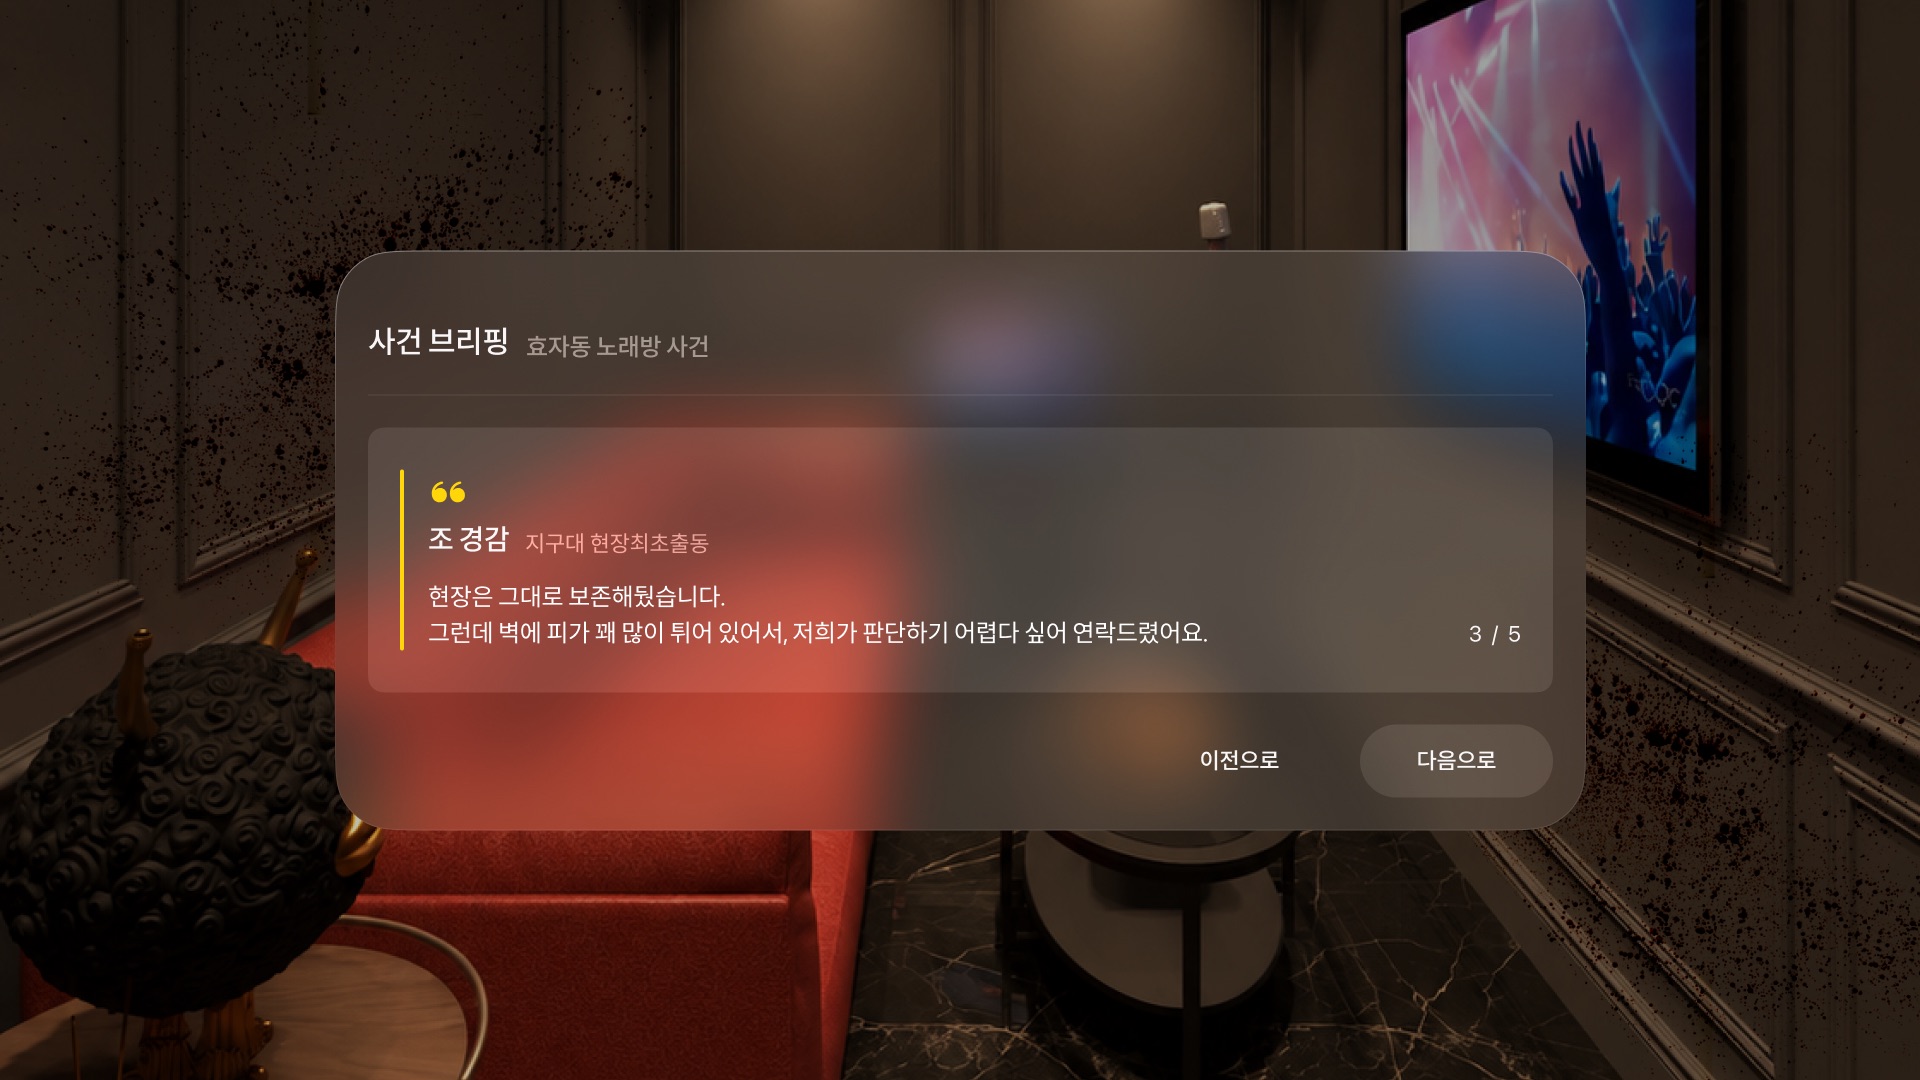 사건 브리핑 효자동 노래방 사건
조 경감 지구대 현장최초출동
현장은 그대로 보존해뒀습니다.
그런데 벽에 피가 꽤 많이 튀어 있어서, 저희가 판단하기 어렵다 싶어 연락드렸어요.
3 / 5
이전으로 다음으로